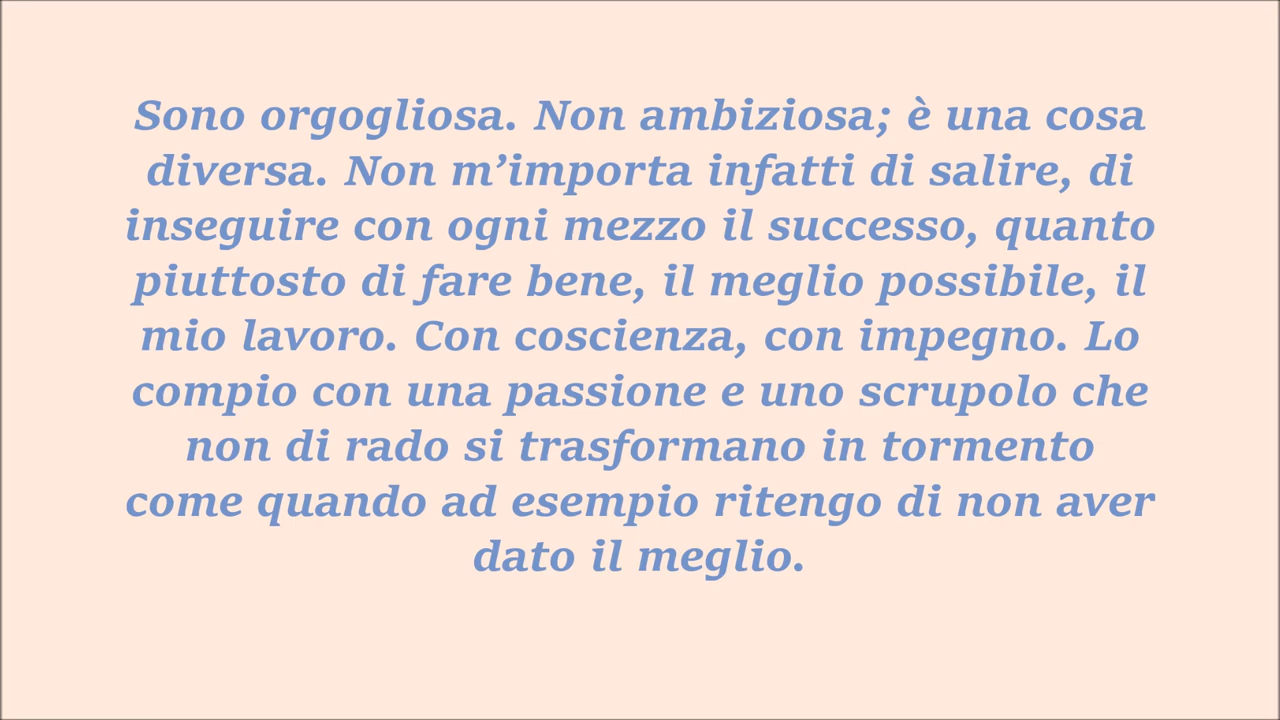 Sono orgogliosa. Non ambiziosa; è una cosa
diversa. Non m’importa infatti di salire, di
inseguire con ogni mezzo il successo, quanto
piuttosto di fare bene, il meglio possibile, il
mio lavoro. Con coscienza, con impegno. Lo
compio con una passione e uno scrupolo che
non di rado si trasformano in tormento
come quando ad esempio ritengo di non aver
dato il meglio.